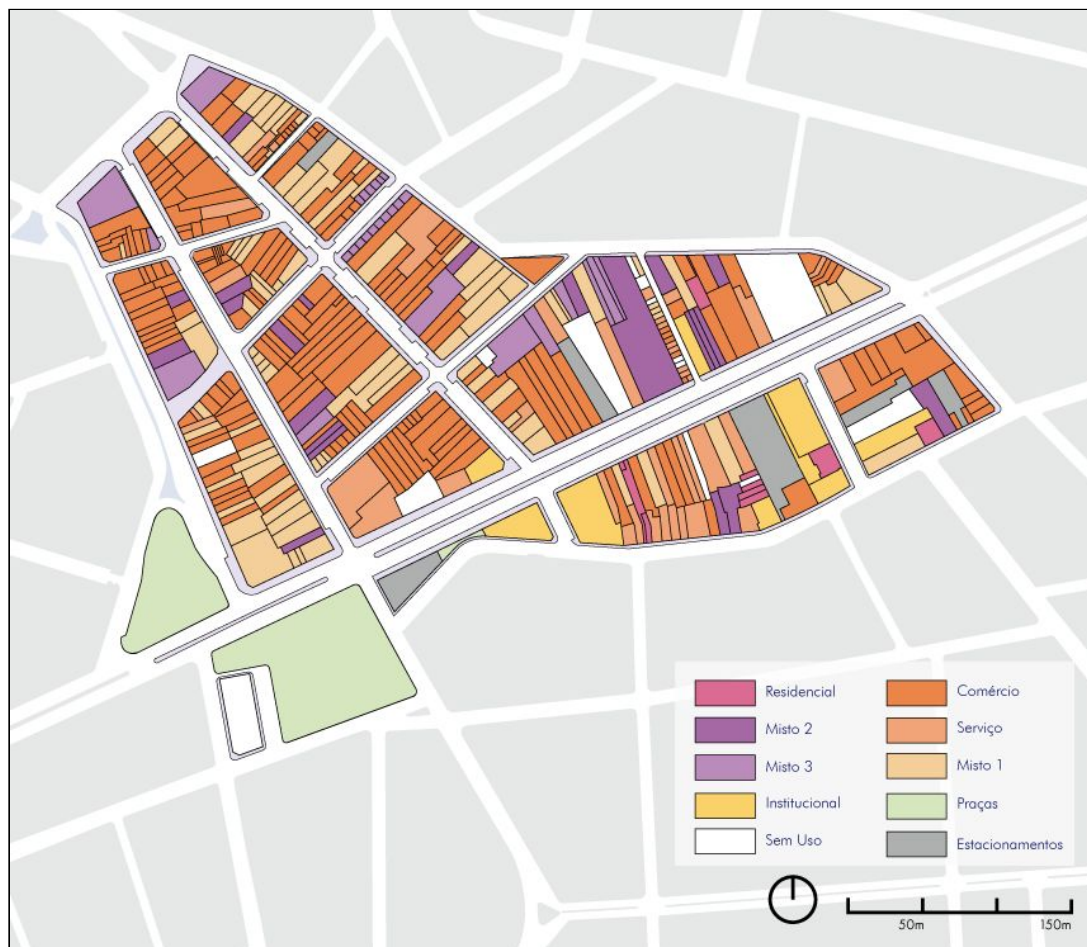 Residencial
Comércio
Misto 2
Serviço
Misto 3
Misto 1
Institucional
Praças
Sem Uso
Estacionamentos
50m
150m